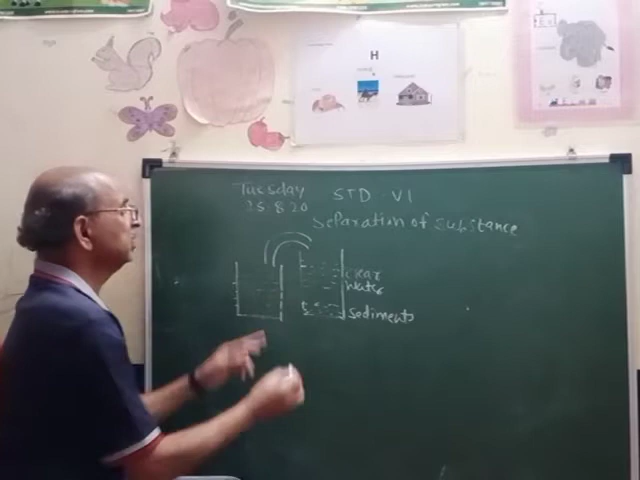 H
Tuesday STD. VI
25.8.20
Separation of substance
clear
water
sediments